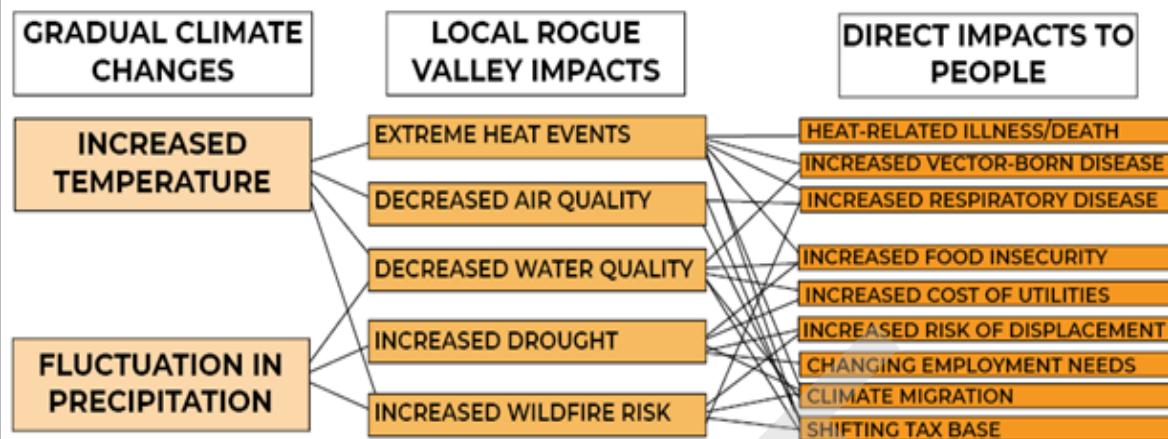 GRADUAL CLIMATE
CHANGES
LOCAL ROGUE
VALLEY IMPACTS
DIRECT IMPACTS TO
PEOPLE
INCREASED
TEMPERATURE
FLUCTUATION IN
PRECIPITATION
EXTREME HEAT EVENTS
DECREASED AIR QUALITY
DECREASED WATER QUALITY
INCREASED DROUGHT
INCREASED WILDFIRE RISK
HEAT-RELATED ILLNESS/DEATH
INCREASED VECTOR-BORN DISEASE
INCREASED RESPIRATORY DISEASE
INCREASED FOOD INSECURITY
INCREASED COST OF UTILITIES
INCREASED RISK OF DISPLACEMENT
CHANGING EMPLOYMENT NEEDS
CLIMATE MIGRATION
SHIFTING TAX BASE